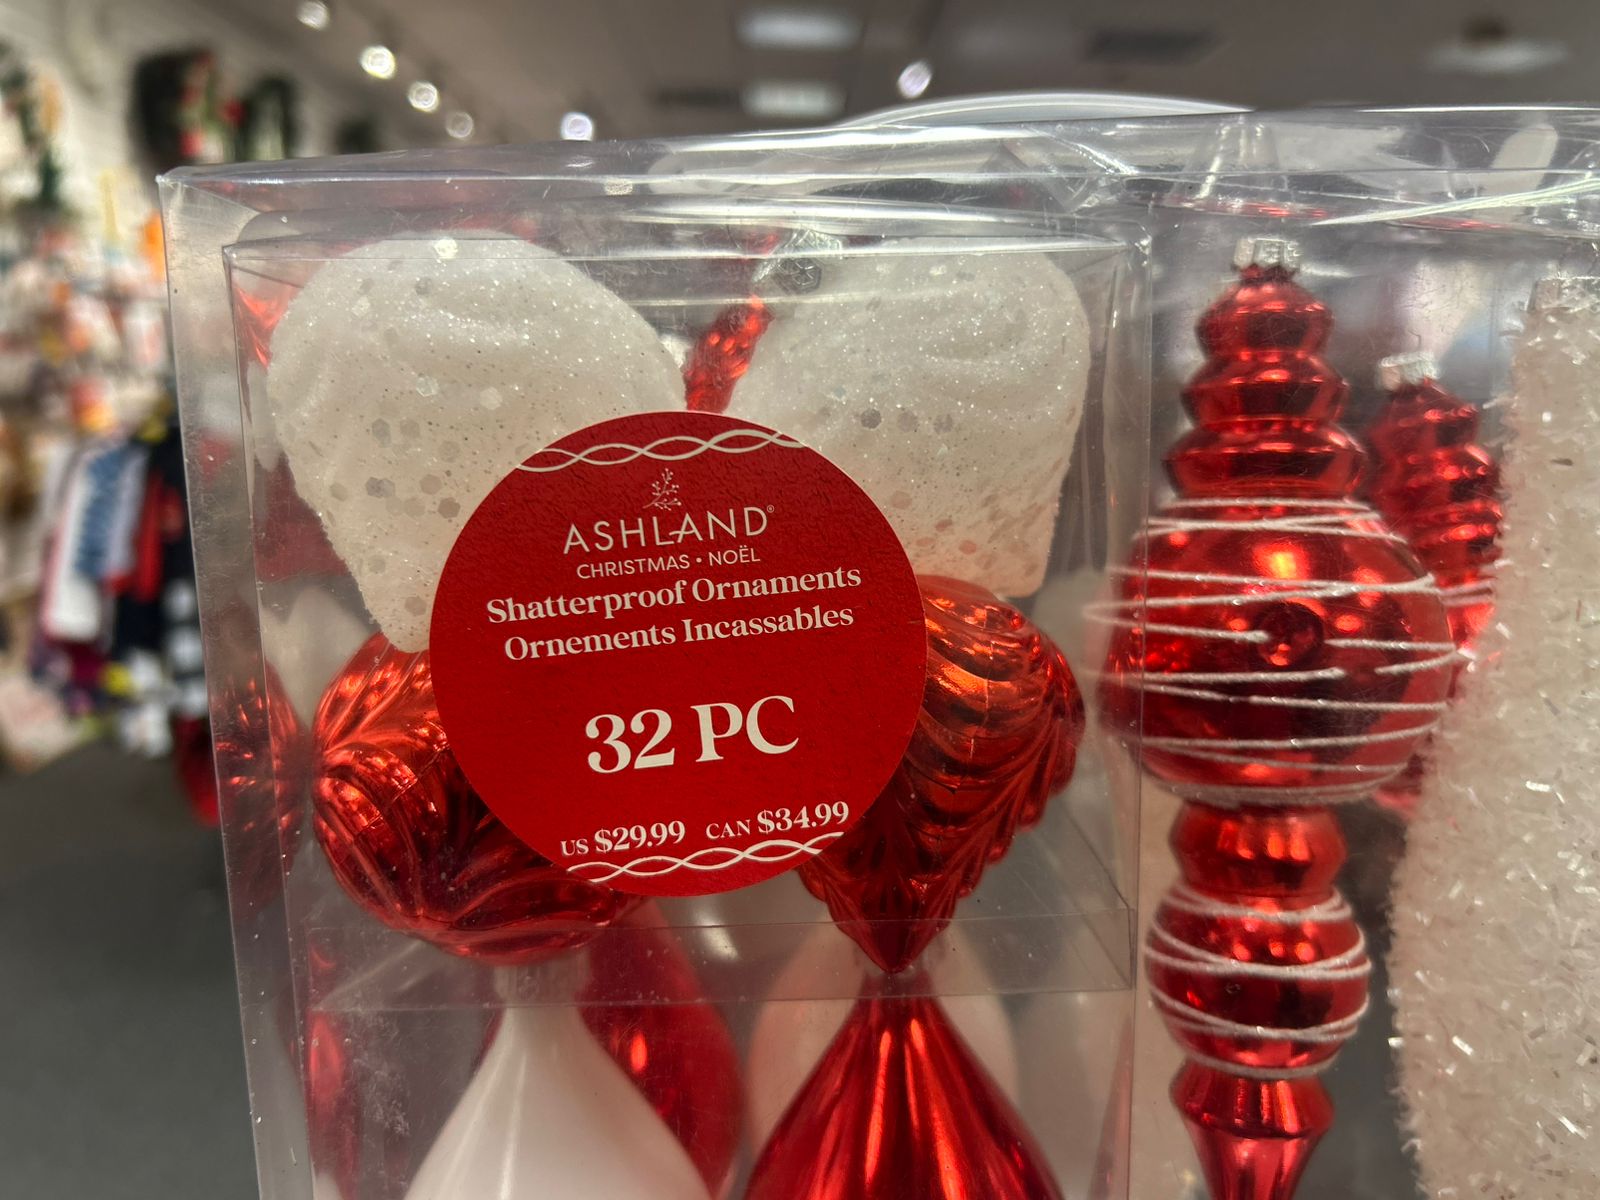 ASHLAND®
CHRISTMAS • NOËL
Shatterproof Ornaments
Ornements Incassables
32 PC
US $29.99 CAN $34.99